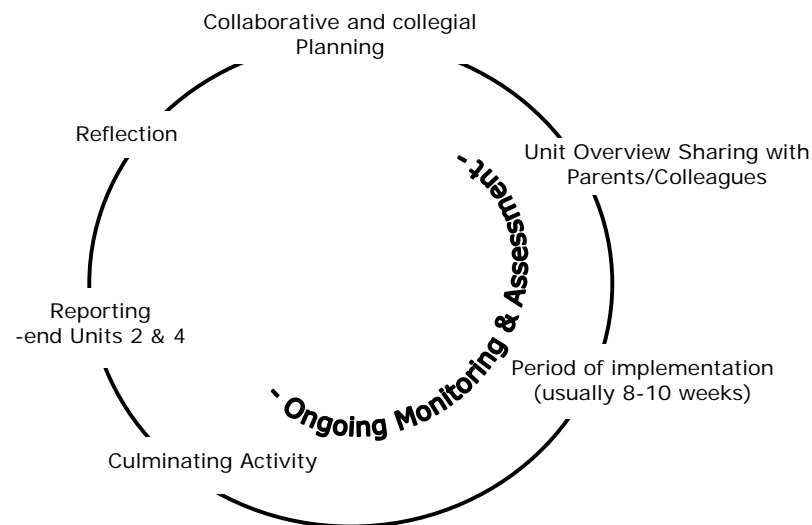 Collaborative and collegial
Planning
Unit Overview Sharing with
Parents/Colleagues
Period of implementation
(usually 8-10 weeks)
Culminating Activity
Reporting
-end Units 2 & 4
Reflection
- Ongoing Monitoring & Assessment -